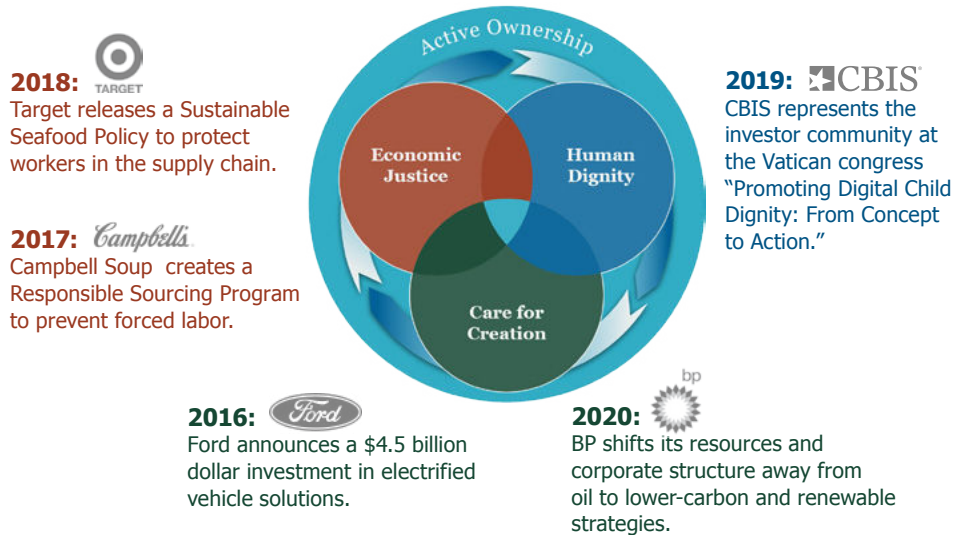 Active Ownership
Economic
Justice
Human
Dignity
Care for
Creation
2018:
TARGET
Target releases a Sustainable
Seafood Policy to protect
workers in the supply chain.
2017: Campbell's
Campbell Soup creates a
Responsible Sourcing Program
to prevent forced labor.
2016: Ford
Ford announces a $4.5 billion
dollar investment in electrified
vehicle solutions.
2019: CBIS
CBIS represents the
investor community at
the Vatican congress
“Promoting Digital Child
Dignity: From Concept
to Action.”
bp
2020:
BP shifts its resources and
corporate structure away from
oil to lower-carbon and renewable
strategies.